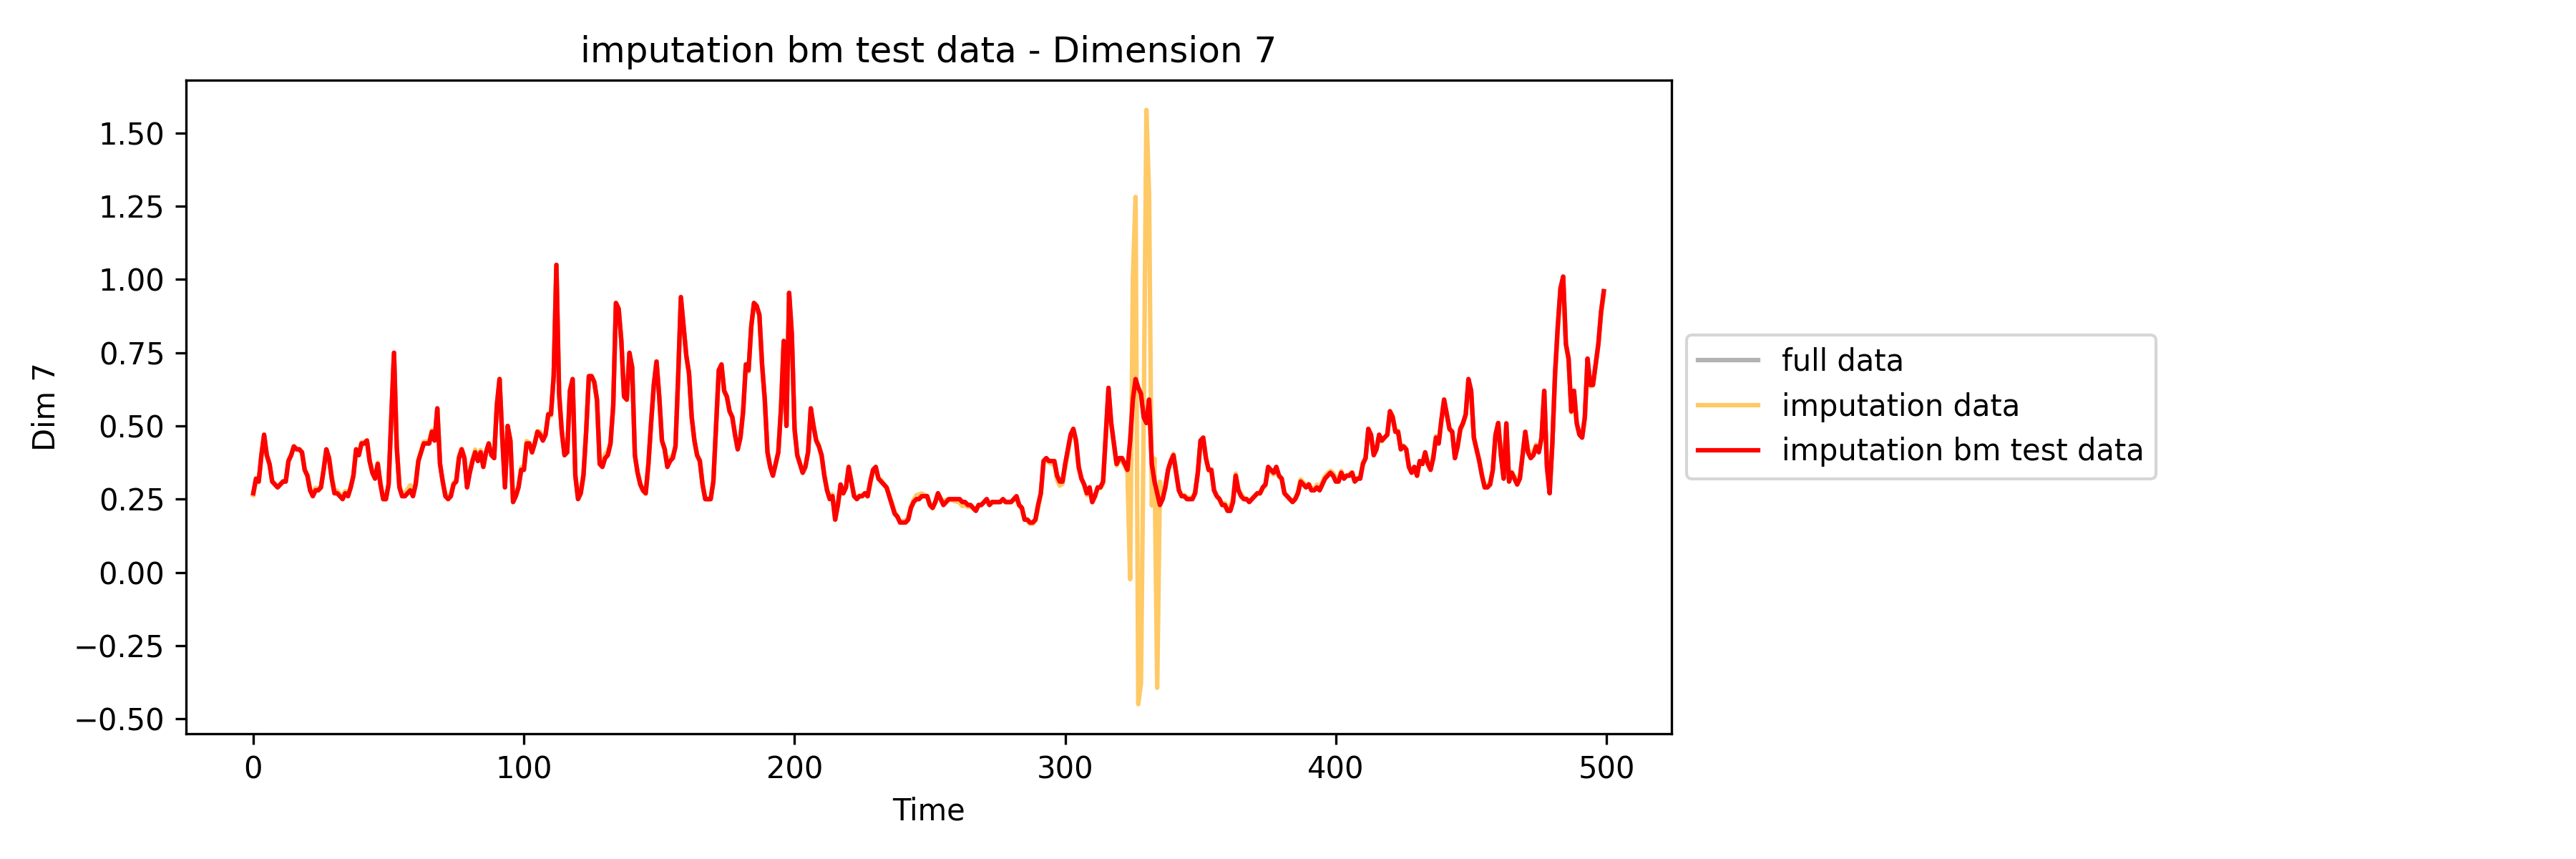 imputation bm test data - Dimension 7
1.50
1.25
1.00
0.75
0.50
0.25
0.00
−0.25
−0.50
Dim 7
0 100 200 300 400 500
Time
full data
imputation data
imputation bm test data